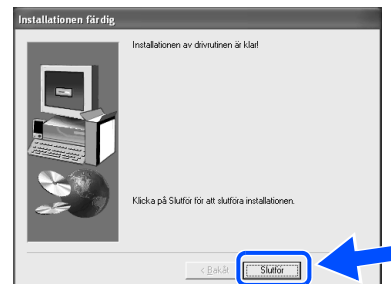 Installationen färdig
Installationen av drivrutinen är klar!
Klicka på Slutför för att slutföra installationen.
< Bakåt
Slutför